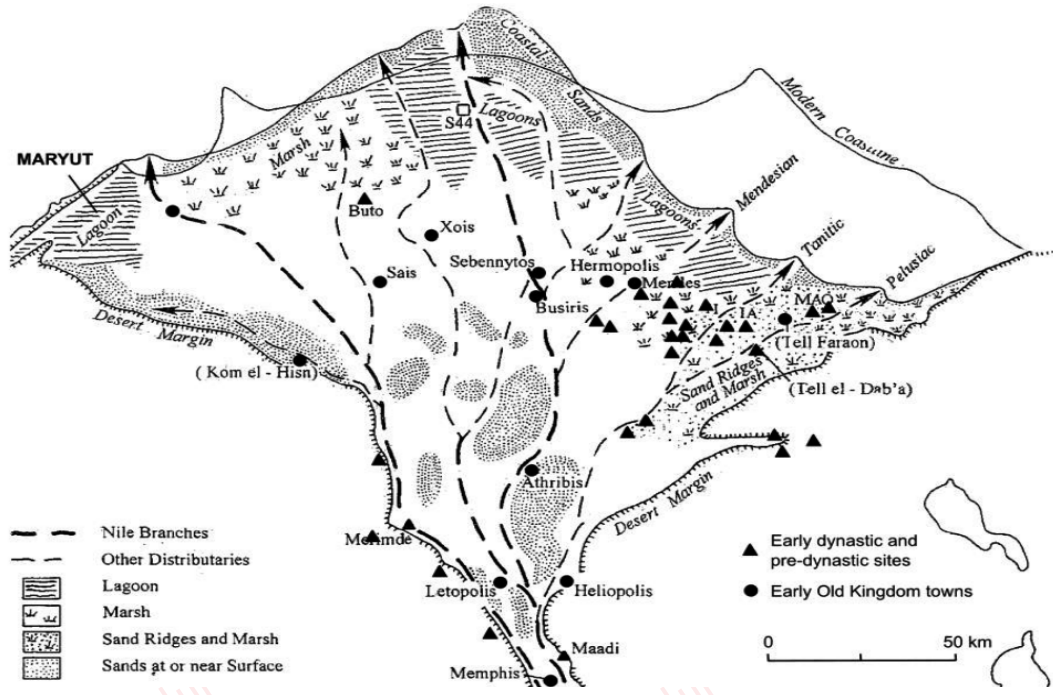 Coastal
Sands
Modern
Coastline
S44
Lagoons
Marsh
MARYUT
Lagoon
Buto
Lagoons
Mendesian
Xois
Tanitic
Sebennytos
Hermopolis
Pelusiac
Sais
Mendes
Busiris
I
IA
MAO
(Tell Faraon)
Desert
Margin
Sand Ridges
and Marsh
(Kom el - Hisn)
(Tell el - Dab'a)
Athribis
Desert Margin
Nile Branches
Merimde
Other Distributaries
Early dynastic and
pre-dynastic sites
Lagoon
Letopolis
Heliopolis
Early Old Kingdom towns
Marsh
Sand Ridges and Marsh
Maadi
0
50 km
Sands at or near Surface
Memphis